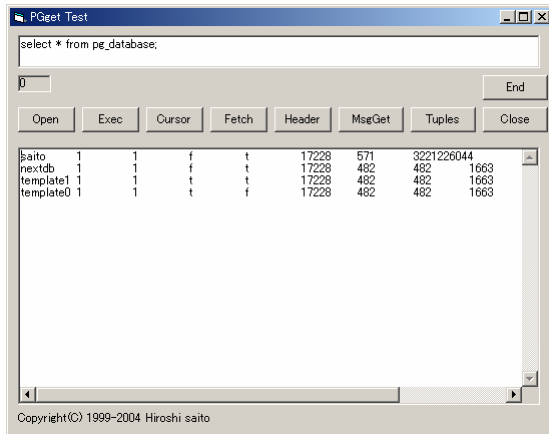 PGget Test
select * from pg_database;
0
End
Open Exec Cursor Fetch Header MsgGet Tuples Close
saito 1 1 f t 17228 571 3221226044
nextdb 1 1 t t 17228 482 482 1663
template1 1 1 t t 17228 482 482 1663
template0 1 1 t f 17228 482 482 1663
Copyright(C) 1999-2004 Hiroshi saito